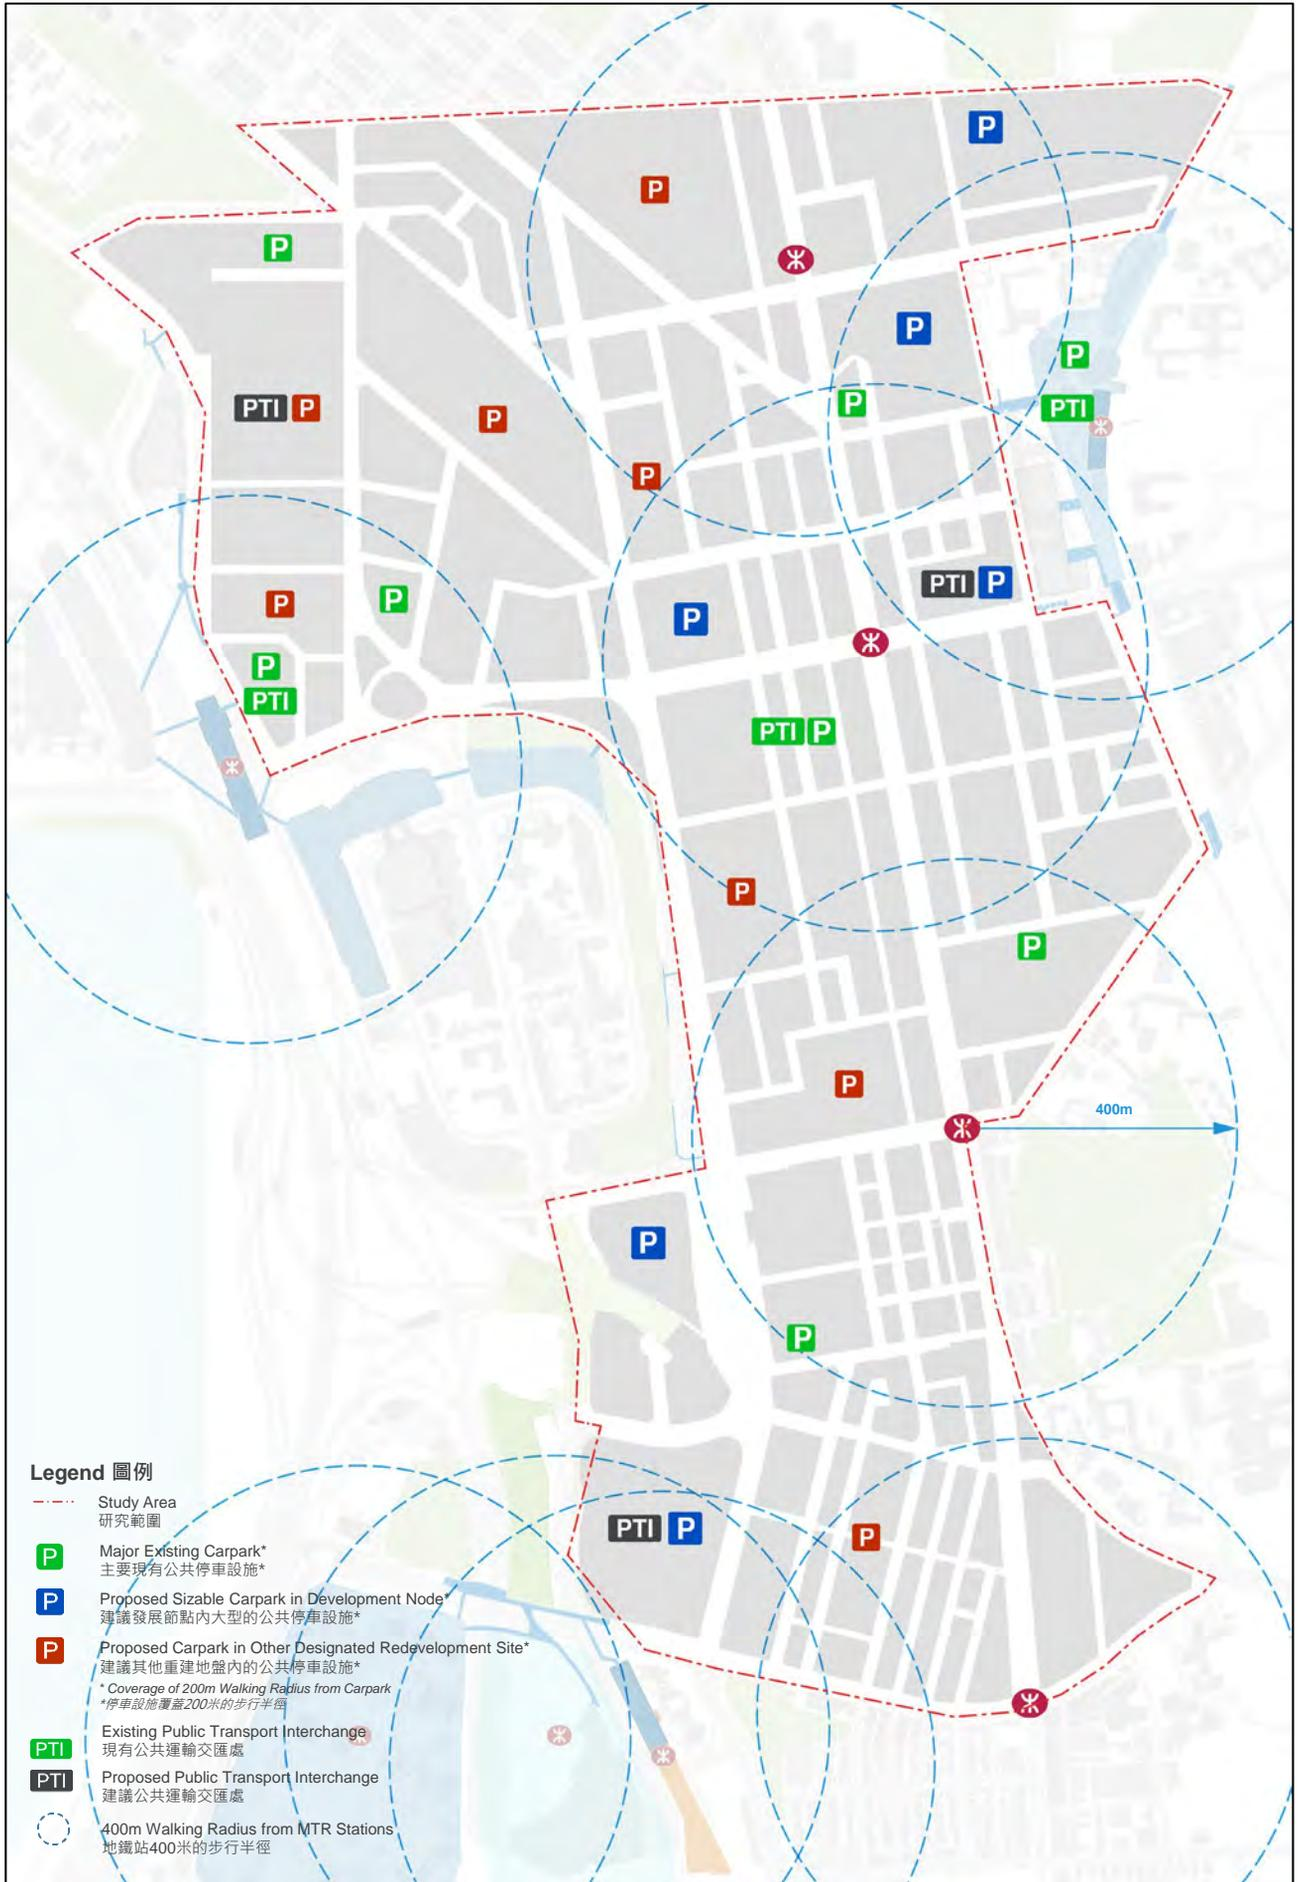 P
P
P
P
P
P
PTI P
P
P
PTI
P
PTI P
P
P
P
P
PTI
PTI P
P
P
P
400m
P
P
PTI P
P
Legend 圖例
Study Area
研究範圍
P
Major Existing Carpark*
主要現有公共停車設施*
P
Proposed Sizable Carpark in Development Node*
建議發展節點內大型的公共停車設施*
P
Proposed Carpark in Other Designated Redevelopment Site*
建議其他重建地盤內的公共停車設施*
* Coverage of 200m Walking Radius from Carpark
*停車設施覆蓋200米的步行半徑
Existing Public Transport Interchange
PTI
現有公共運輸交匯處
Proposed Public Transport Interchange
PTI
建議公共運輸交匯處
400m Walking Radius from MTR Stations
地鐵站400米的步行半徑